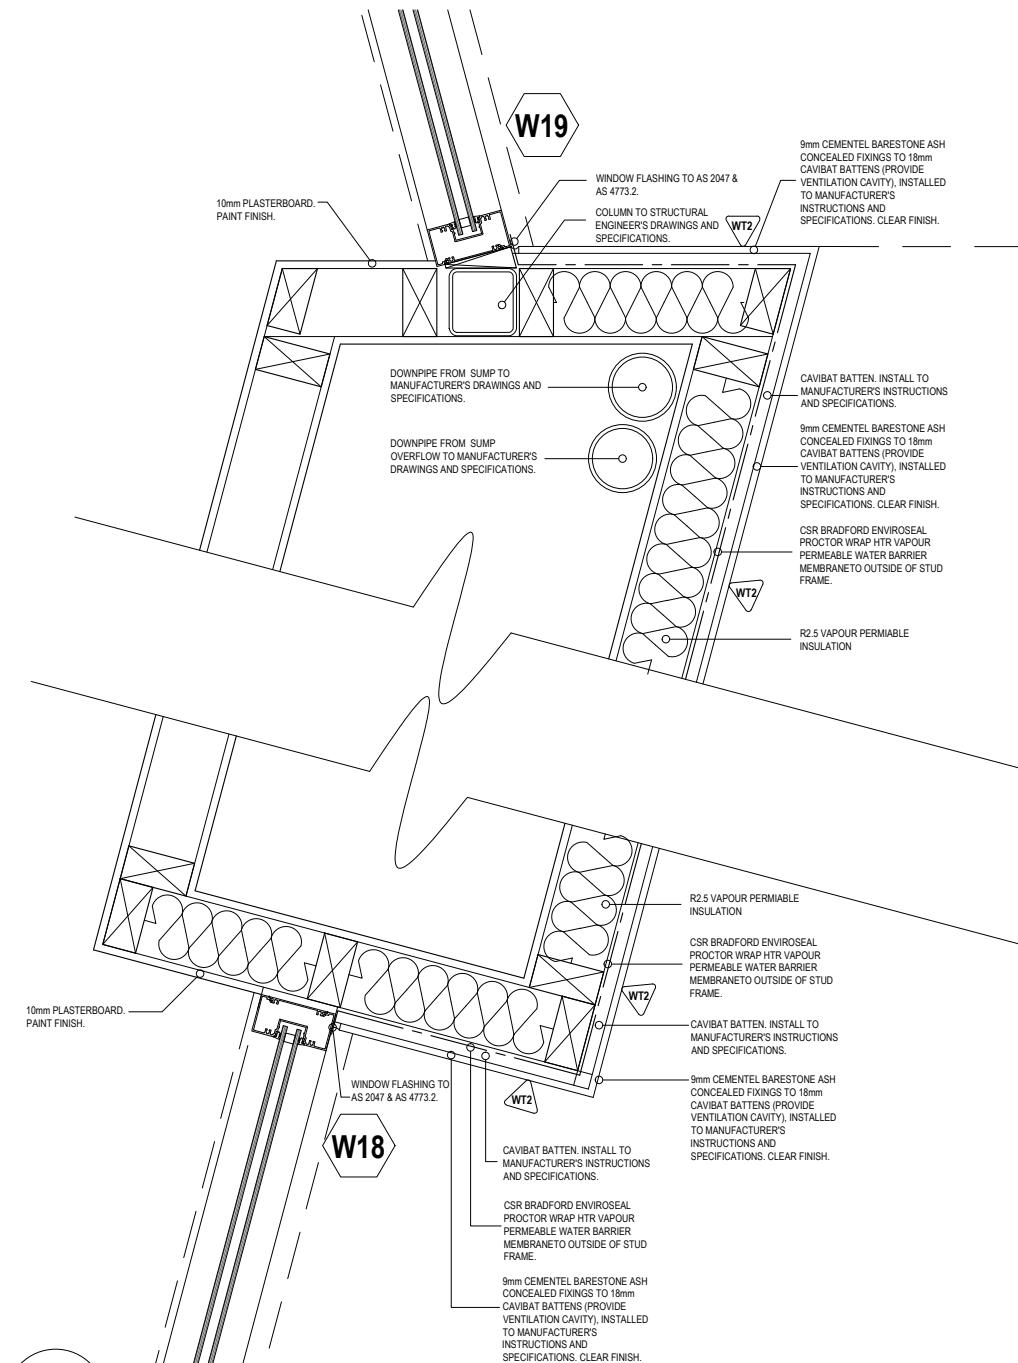 W19
9mm CEMENTEL BARESTONE ASH
CONCEALED FIXINGS TO 18mm
CAVIBAT BATTENS (PROVIDE
VENTILATION CAVITY), INSTALLED
TO MANUFACTURER'S
INSTRUCTIONS AND
SPECIFICATIONS. CLEAR FINISH.
WINDOW FLASHING TO AS 2047 &
AS 4773.2.
10mm PLASTERBOARD.
PAINT FINISH.
COLUMN TO STRUCTURAL
ENGINEER'S DRAWINGS AND
SPECIFICATIONS.
WT2
DOWNPIPE FROM SUMP TO
MANUFACTURER'S DRAWINGS AND
SPECIFICATIONS.
CAVIBAT BATTEN. INSTALL TO
MANUFACTURER'S INSTRUCTIONS
AND SPECIFICATIONS.
DOWNPIPE FROM SUMP
OVERFLOW TO MANUFACTURER'S
DRAWINGS AND SPECIFICATIONS.
9mm CEMENTEL BARESTONE ASH
CONCEALED FIXINGS TO 18mm
CAVIBAT BATTENS (PROVIDE
VENTILATION CAVITY), INSTALLED
TO MANUFACTURER'S
INSTRUCTIONS AND
SPECIFICATIONS. CLEAR FINISH.
CSR BRADFORD ENVIROSEAL
PROCTOR WRAP HTR VAPOUR
PERMEABLE WATER BARRIER
MEMBRANETO OUTSIDE OF STUD
FRAME.
WT2
R2.5 VAPOUR PERMIABLE
INSULATION
R2.5 VAPOUR PERMIABLE
INSULATION
CSR BRADFORD ENVIROSEAL
PROCTOR WRAP HTR VAPOUR
PERMEABLE WATER BARRIER
MEMBRANETO OUTSIDE OF STUD
FRAME.
WT2
10mm PLASTERBOARD.
PAINT FINISH.
CAVIBAT BATTEN. INSTALL TO
MANUFACTURER'S INSTRUCTIONS
AND SPECIFICATIONS.
9mm CEMENTEL BARESTONE ASH
CONCEALED FIXINGS TO 18mm
CAVIBAT BATTENS (PROVIDE
VENTILATION CAVITY), INSTALLED
TO MANUFACTURER'S
INSTRUCTIONS AND
SPECIFICATIONS. CLEAR FINISH.
WINDOW FLASHING TO
AS 2047 & AS 4773.2.
WT2
W18
CAVIBAT BATTEN. INSTALL TO
MANUFACTURER'S INSTRUCTIONS
AND SPECIFICATIONS.
CSR BRADFORD ENVIROSEAL
PROCTOR WRAP HTR VAPOUR
PERMEABLE WATER BARRIER
MEMBRANETO OUTSIDE OF STUD
FRAME.
9mm CEMENTEL BARESTONE ASH
CONCEALED FIXINGS TO 18mm
CAVIBAT BATTENS (PROVIDE
VENTILATION CAVITY), INSTALLED
TO MANUFACTURER'S
INSTRUCTIONS AND
SPECIFICATIONS. CLEAR FINISH.